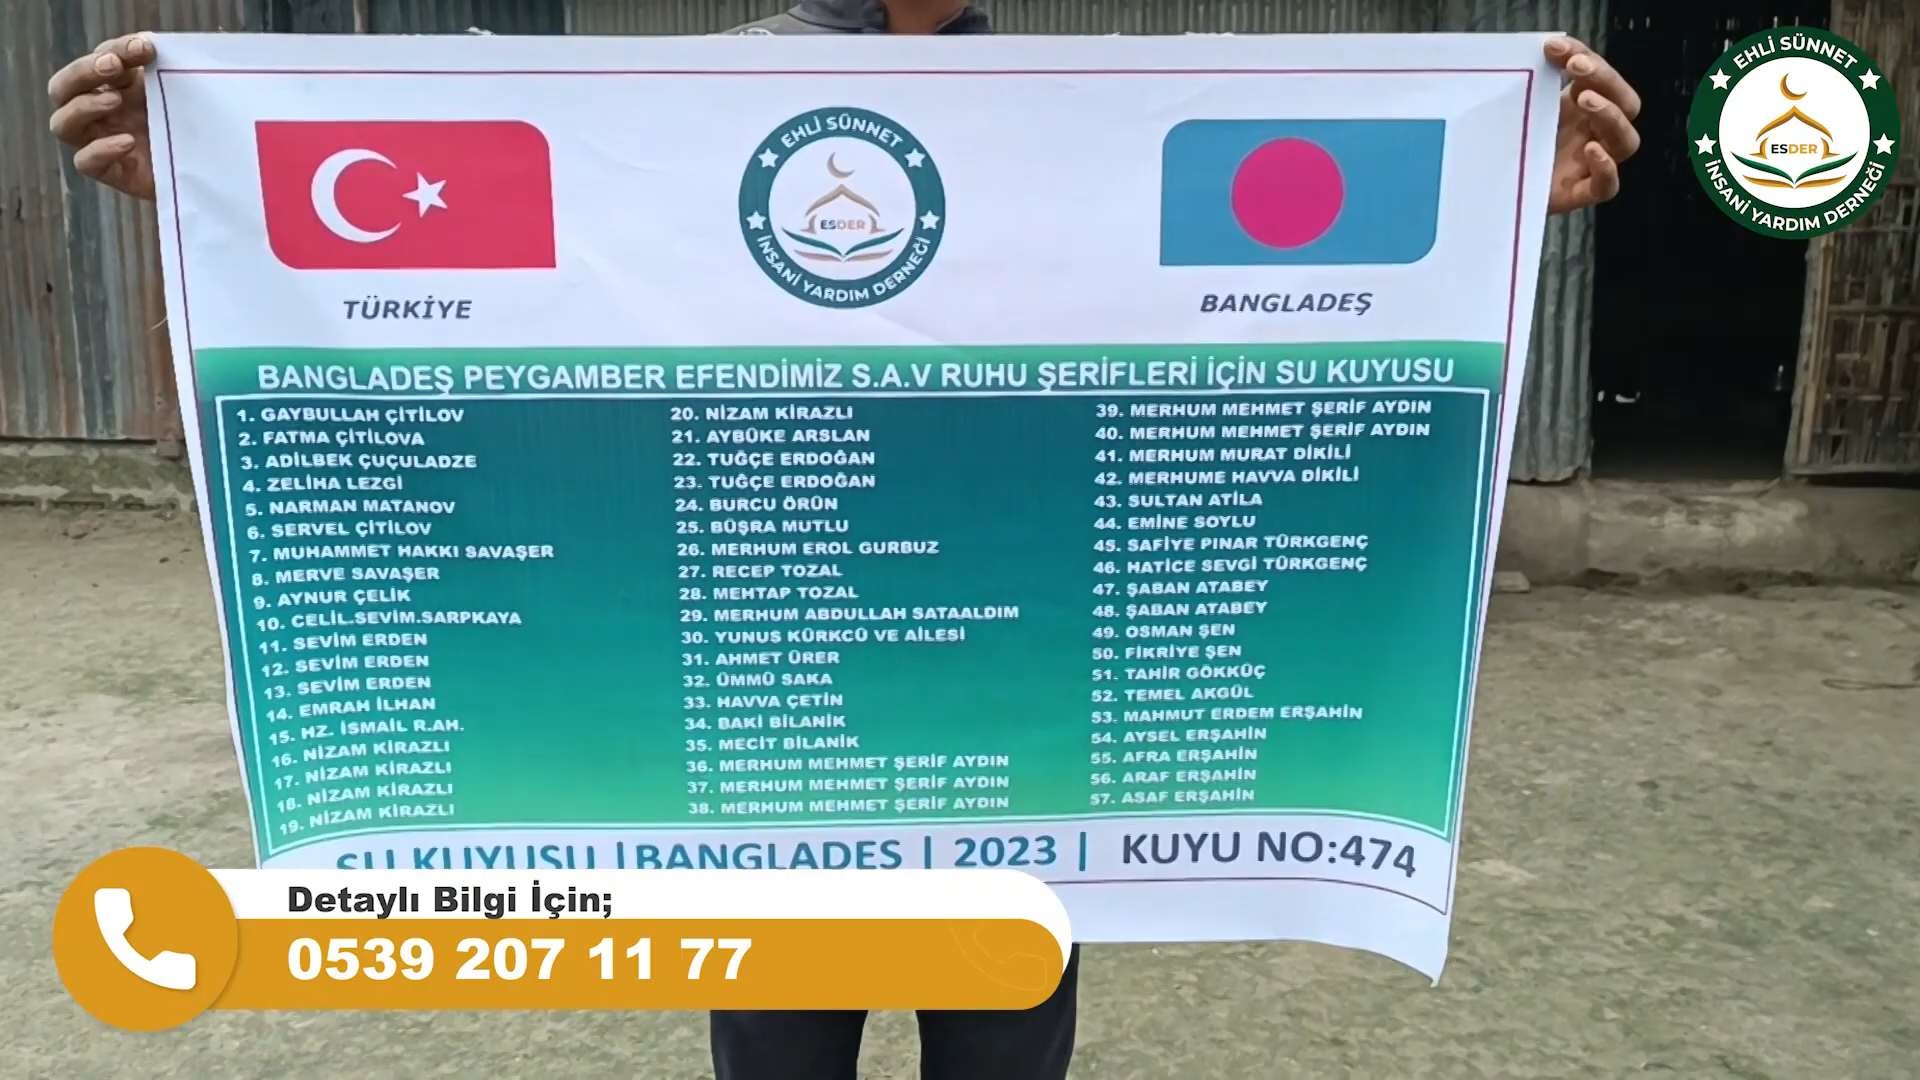 EHLİ SÜNNET
ESDER
İNSANİ YARDIM DERNEĞİ
TÜRKİYE
EHLİ SÜNNET
ESDER
İNSANİ YARDIM DERNEĞİ
BANGLADEŞ
BANGLADEŞ PEYGAMBER EFENDİMİZ S.A.V RUHU ŞERİFLERİ İÇİN SU KUYUSU
1. GAYBULLAH ÇİTİLOV
2. FATMA ÇİTİLOVA
3. ADİLBEK ÇUÇULADZE
4. ZELİHA LEZGİ
5. NARMAN MATANOV
6. SERVEL ÇİTİLOV
7. MUHAMMET HAKKI SAVAŞER
8. MERVE SAVAŞER
9. AYNUR ÇELİK
10. CELİL.SEVİM.SARPKAYA
11. SEVİM ERDEN
12. SEVİM ERDEN
13. SEVİM ERDEN
14. EMRAH İLHAN
15. HZ. İSMAİL R.AH.
16. NİZAM KİRAZLI
17. NİZAM KİRAZLI
18. NİZAM KİRAZLI
19. NİZAM KİRAZLI
20. NİZAM KİRAZLI
21. AYBÜKE ARSLAN
22. TUĞÇE ERDOĞAN
23. TUĞÇE ERDOĞAN
24. BURCU ÖRÜN
25. BÜŞRA MUTLU
26. MERHUM EROL GURBUZ
27. RECEP TOZAL
28. MEHTAP TOZAL
29. MERHUM ABDULLAH SATAALDIM
30. YUNUS KÜRKCÜ VE AİLESİ
31. AHMET ÜRER
32. ÜMMÜ SAKA
33. HAVVA ÇETİN
34. BAKİ BİLANİK
35. MECİT BİLANİK
36. MERHUM MEHMET ŞERİF AYDIN
37. MERHUM MEHMET ŞERİF AYDIN
38. MERHUM MEHMET ŞERİF AYDIN
39. MERHUM MEHMET ŞERİF AYDIN
40. MERHUM MEHMET ŞERİF AYDIN
41. MERHUM MURAT DİKİLİ
42. MERHUME HAVVA DİKİLİ
43. SULTAN ATİLA
44. EMİNE SOYLU
45. SAFİYE PINAR TÜRKGENÇ
46. HATİCE SEVGİ TÜRKGENÇ
47. ŞABAN ATABEY
48. ŞABAN ATABEY
49. OSMAN ŞEN
50. FİKRİYE ŞEN
51. TAHİR GÖKKÜÇ
52. TEMEL AKGÜL
53. MAHMUT ERDEM ERŞAHİN
54. AYSEL ERŞAHİN
55. AFRA ERŞAHİN
56. ARAF ERŞAHİN
57. ASAF ERŞAHİN
SU KUYUSU | BANGLADEŞ | 2023 | KUYU NO:474
Detaylı Bilgi İçin;
0539 207 11 77